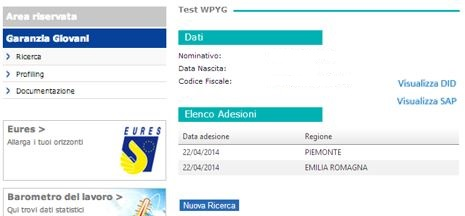 Area riservata
Garanzia Giovani
Ricerca
Profiling
Documentazione
Eures >
Allarga i tuoi orizzonti
EURES
Barometro del lavoro >
Qui trovi dati statistici
Test WPYG
Dati
Nominativo:
Data Nascita:
Codice Fiscale:
Visualizza DID
Visualizza SAP
Elenco Adesioni
Data adesione Regione
22/04/2014 PIEMONTE
22/04/2014 EMILIA ROMAGNA
Nuova Ricerca